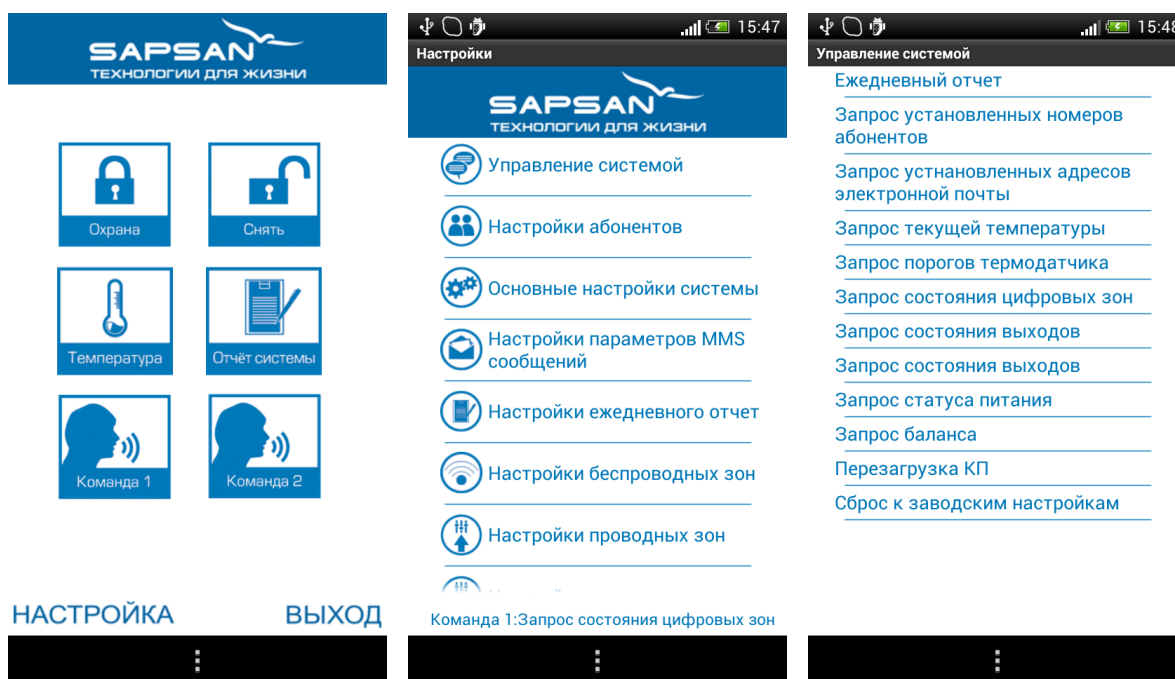 SAPSAN
ТЕХНОЛОГИИ ДЛЯ ЖИЗНИ
Охрана
Снять
Температура
Отчёт системы
Команда 1
Команда 2
НАСТРОЙКА
ВЫХОД
15:47
Настройки
SAPSAN
ТЕХНОЛОГИИ ДЛЯ ЖИЗНИ
Управление системой
Настройки абонентов
Основные настройки системы
Настройки параметров MMS
сообщений
Настройки ежедневного отчет
Настройки беспроводных зон
Настройки проводных зон
Команда 1:Запрос состояния цифровых зон
15:48
Управление системой
Ежедневный отчет
Запрос установленных номеров
абонентов
Запрос устнановленных адресов
электронной почты
Запрос текущей температуры
Запрос порогов термодатчика
Запрос состояния цифровых зон
Запрос состояния выходов
Запрос состояния выходов
Запрос статуса питания
Запрос баланса
Перезагрузка КП
Сброс к заводским настройкам